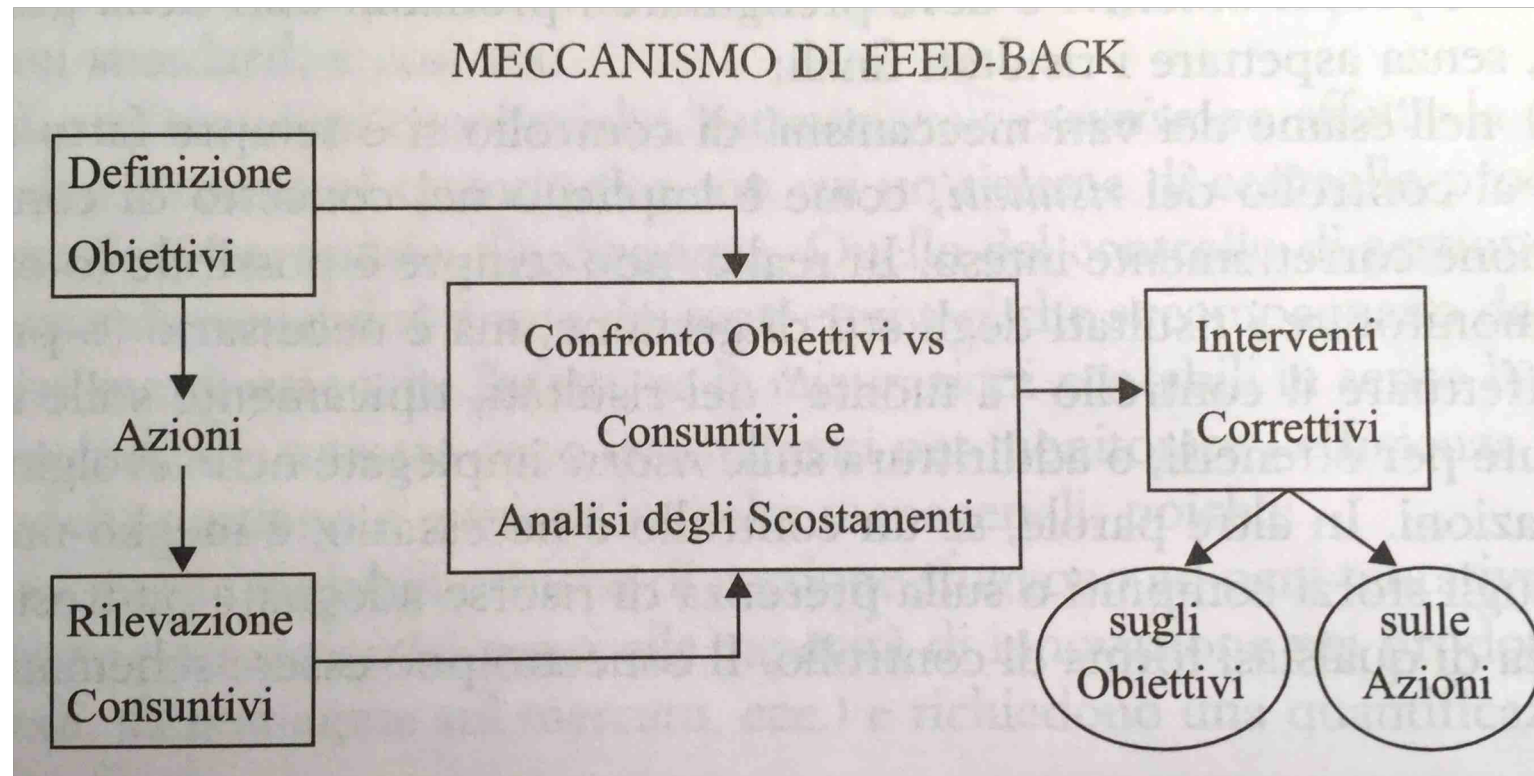 MECCANISMO DI FEED-BACK
Definizione
Obiettivi
Azioni
Rilevazione
Consuntivi
Confronto Obiettivi vs
Consuntivi e
Analisi degli Scostamenti
Interventi
Correttivi
sugli
Obiettivi
sulle
Azioni